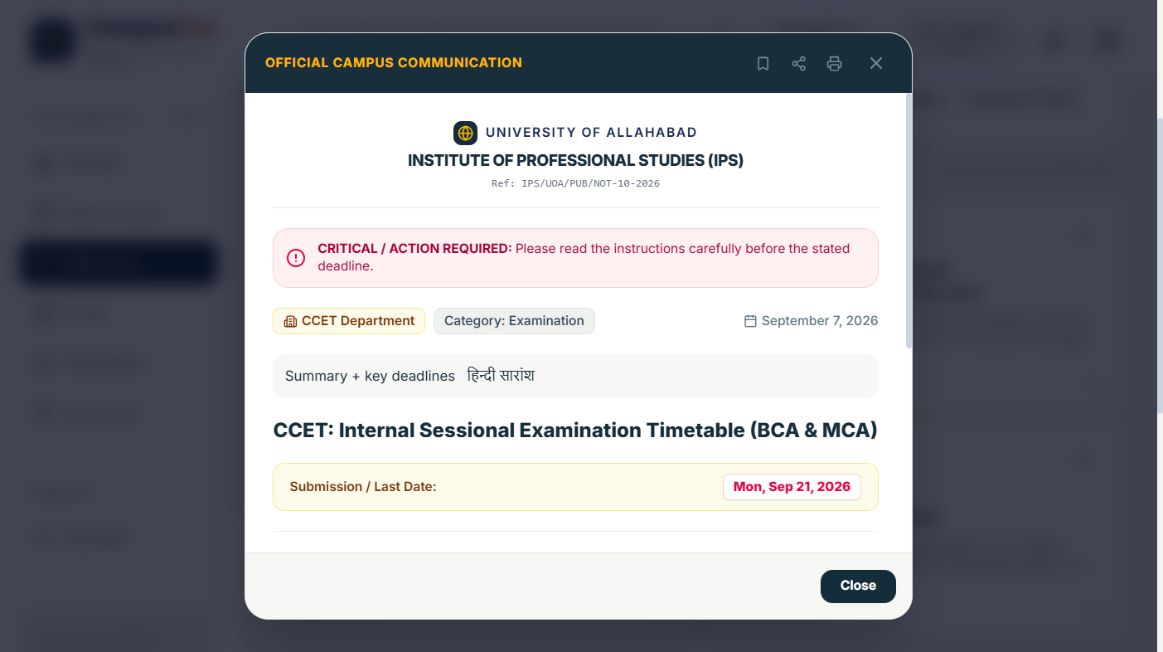 OFFICIAL CAMPUS COMMUNICATION
UNIVERSITY OF ALLAHABAD
INSTITUTE OF PROFESSIONAL STUDIES (IPS)
Ref: IPS/UOA/PUB/NOT-10-2026
CRITICAL / ACTION REQUIRED: Please read the instructions carefully before the stated
deadline.
CCET Department Category: Examination September 7, 2026
Summary + key deadlines हिन्दी सारांश
CCET: Internal Sessional Examination Timetable (BCA & MCA)
Submission / Last Date: Mon, Sep 21, 2026
Close